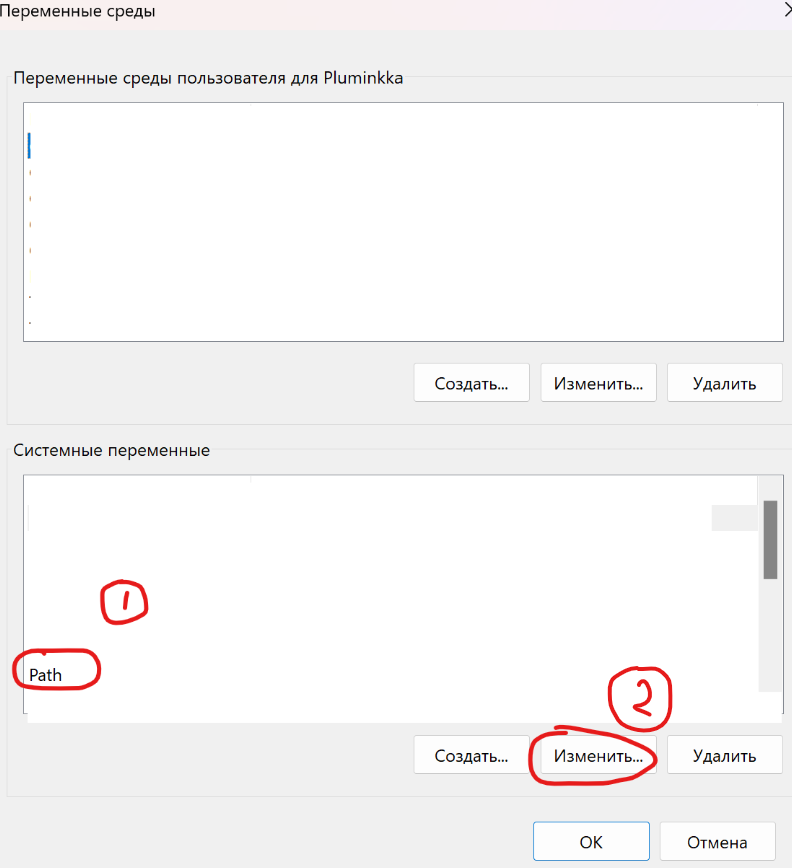 Переменные среды
Переменные среды пользователя для Pluminkka
Создать...
Изменить...
Удалить
Системные переменные
1
Path
2
Создать...
Изменить...
Удалить
ОК
Отмена